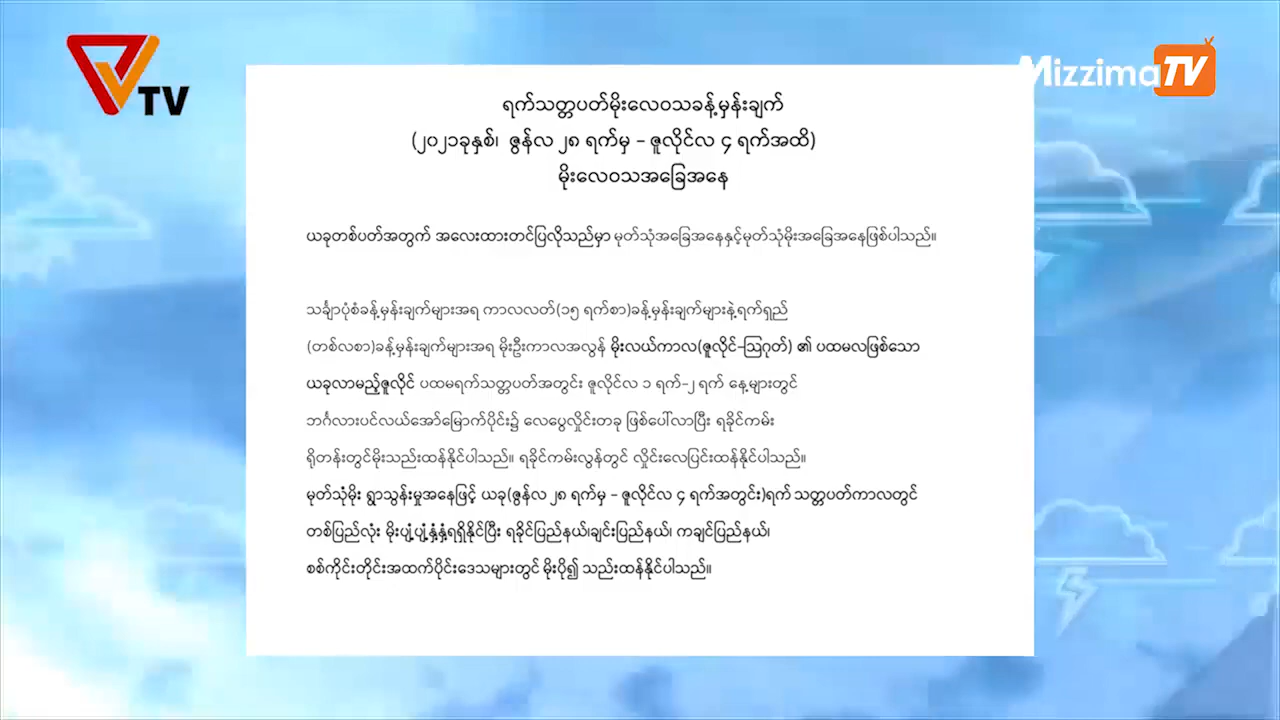 TV
MizzimaTV
ရက်သတ္တပတ်မိုးလေဝသခန့်မှန်းချက်
(၂၀၂၁ခုနှစ်၊ ဇွန်လ ၂၈ ရက်မှ – ဇူလိုင်လ ၄ ရက်အထိ)
မိုးလေဝသအခြေအနေ
ယခုတစ်ပတ်အတွက် အလေးထားတင်ပြလိုသည်မှာ မုတ်သုံအခြေအနေနှင့်မုတ်သုံမိုးအခြေအနေဖြစ်ပါသည်။
သင်္ချာပုံစံခန့်မှန်းချက်များအရ ကာလလတ်(၁၅ ရက်စာ)ခန့်မှန်းချက်များနဲ့ရက်ရှည်
(တစ်လစာ)ခန့်မှန်းချက်များအရ မိုးဦးကာလအလွန် မိုးလယ်ကာလ(ဇူလိုင်–ဩဂုတ်) ၏ ပထမလဖြစ်သော
ယခုလာမည့်ဇူလိုင် ပထမရက်သတ္တပတ်အတွင်း ဇူလိုင်လ ၁ ရက်–၂ ရက် နေ့များတွင်
ဘင်္ဂလားပင်လယ်အော်မြောက်ပိုင်း၌ လေပွေလှိုင်းတခု ဖြစ်ပေါ်လာပြီး ရခိုင်ကမ်း
ရိုတန်းတွင်မိုးသည်းထန်နိုင်ပါသည်။ ရခိုင်ကမ်းလွန်တွင် လှိုင်းလေပြင်းထန်နိုင်ပါသည်။
မုတ်သုံမိုး ရွာသွန်းမှုအနေဖြင့် ယခု(ဇွန်လ ၂၈ ရက်မှ – ဇူလိုင်လ ၄ ရက်အတွင်း)ရက် သတ္တပတ်ကာလတွင်
တစ်ပြည်လုံး မိုးပျံ့ပျံ့နှံ့နှံ့ရရှိနိုင်ပြီး ရခိုင်ပြည်နယ်၊ချင်းပြည်နယ်၊ ကချင်ပြည်နယ်၊
စစ်ကိုင်းတိုင်းအထက်ပိုင်းဒေသများတွင် မိုးပို၍ သည်းထန်နိုင်ပါသည်။